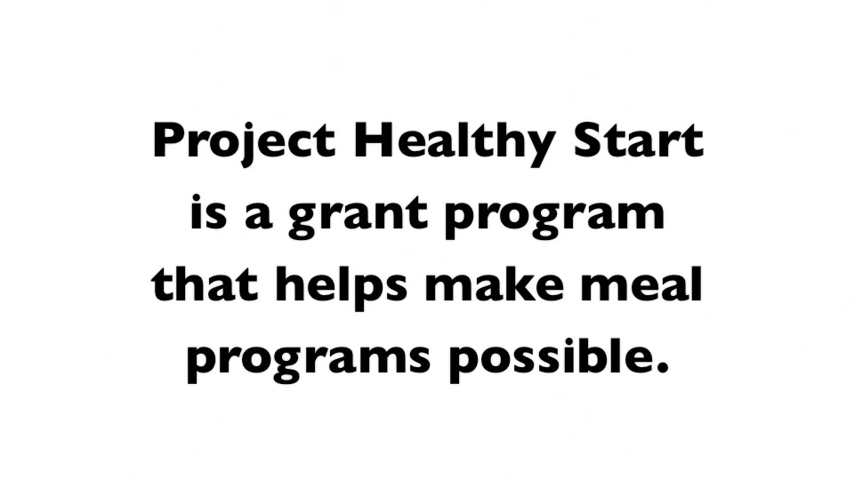 Project Healthy Start
is a grant program
that helps make meal
programs possible.